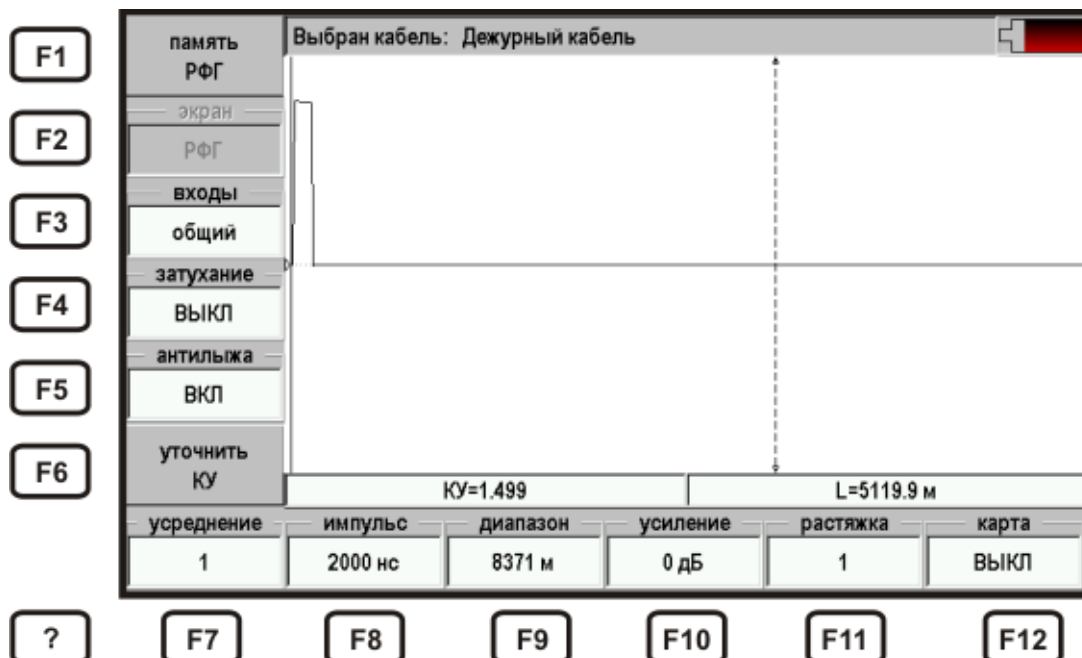 F1
память
РФГ
Выбран кабель: Дежурный кабель
F2
экран
РФГ
F3
входы
общий
F4
затухание
ВЫКЛ
F5
антилыжа
ВКЛ
F6
уточнить
КУ
КУ=1.499
L=5119.9 м
усреднение импульс диапазон усиление растяжка карта
1 2000 нс 8371 м 0 дБ 1 ВЫКЛ
? F7 F8 F9 F10 F11 F12